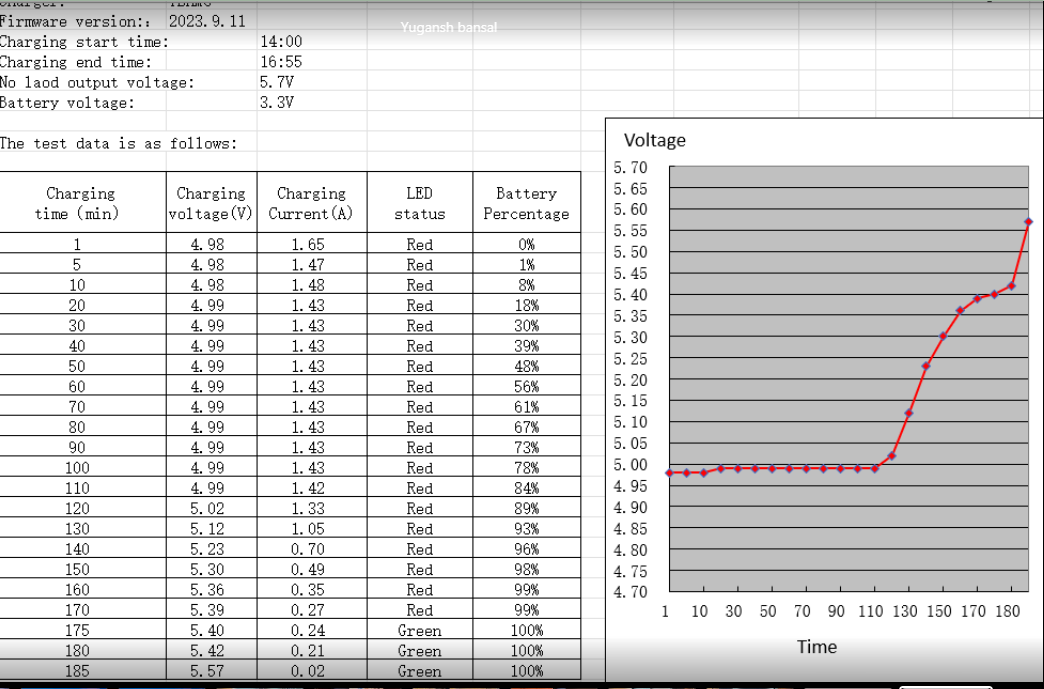 Firmware version:: 2023.9.11
Yugansh bansal
Charging start time: 14:00
Charging end time: 16:55
No laod output voltage: 5.7V
Battery voltage: 3.3V
The test data is as follows:
Charging time (min) Charging voltage(V) Charging Current(A) LED status Battery Percentage
1 4.98 1.65 Red 0%
5 4.98 1.47 Red 1%
10 4.98 1.48 Red 8%
20 4.99 1.43 Red 18%
30 4.99 1.43 Red 30%
40 4.99 1.43 Red 39%
50 4.99 1.43 Red 48%
60 4.99 1.43 Red 56%
70 4.99 1.43 Red 61%
80 4.99 1.43 Red 67%
90 4.99 1.43 Red 73%
100 4.99 1.43 Red 78%
110 4.99 1.42 Red 84%
120 5.02 1.33 Red 89%
130 5.12 1.05 Red 93%
140 5.23 0.70 Red 96%
150 5.30 0.49 Red 98%
160 5.36 0.35 Red 99%
170 5.39 0.27 Red 99%
175 5.40 0.24 Green 100%
180 5.42 0.21 Green 100%
185 5.57 0.02 Green 100%
Voltage
5.70
5.65
5.60
5.55
5.50
5.45
5.40
5.35
5.30
5.25
5.20
5.15
5.10
5.05
5.00
4.95
4.90
4.85
4.80
4.75
4.70
1 10 30 50 70 90 110 130 150 170 180
Time